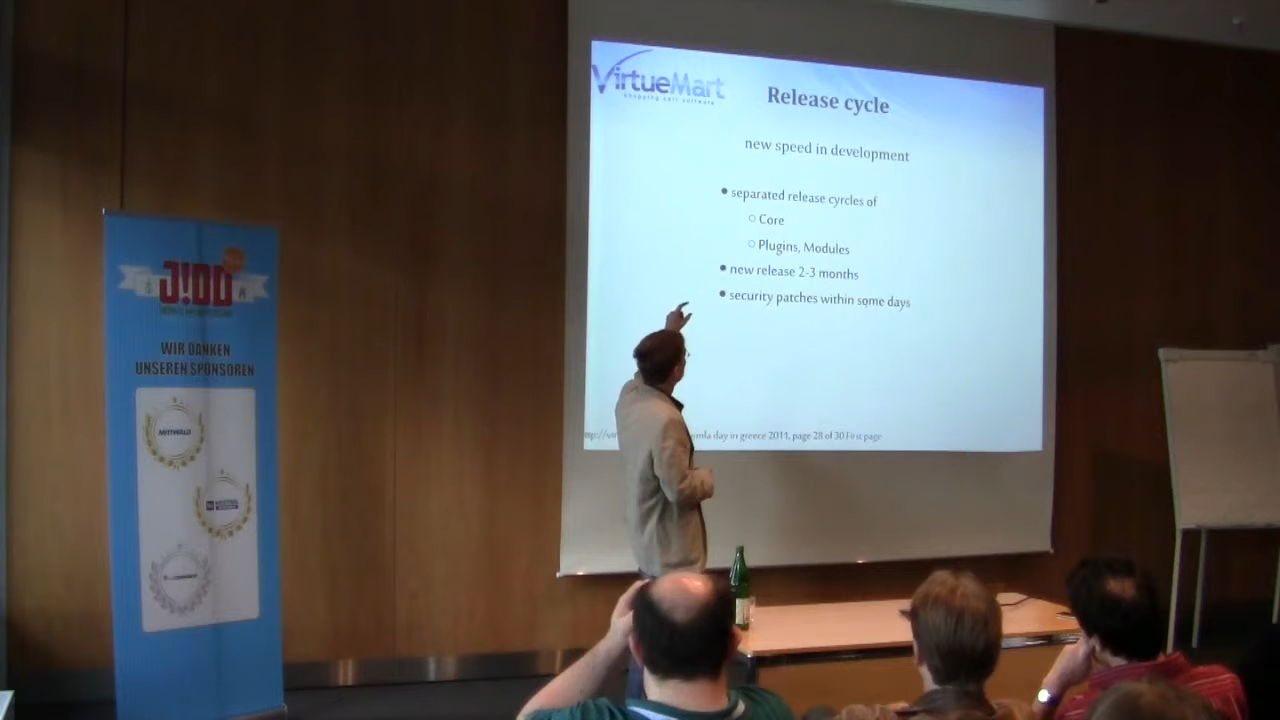 VirtueMart
shopping cart software
Release cycle
new speed in development
separated release cyrcles of
Core
Plugins, Modules
new release 2-3 months
security patches within some days
mla day in greece 2011, page 28 of 30 First page
J!DD
WIR DANKEN
UNSEREN SPONSOREN
MITTWALD